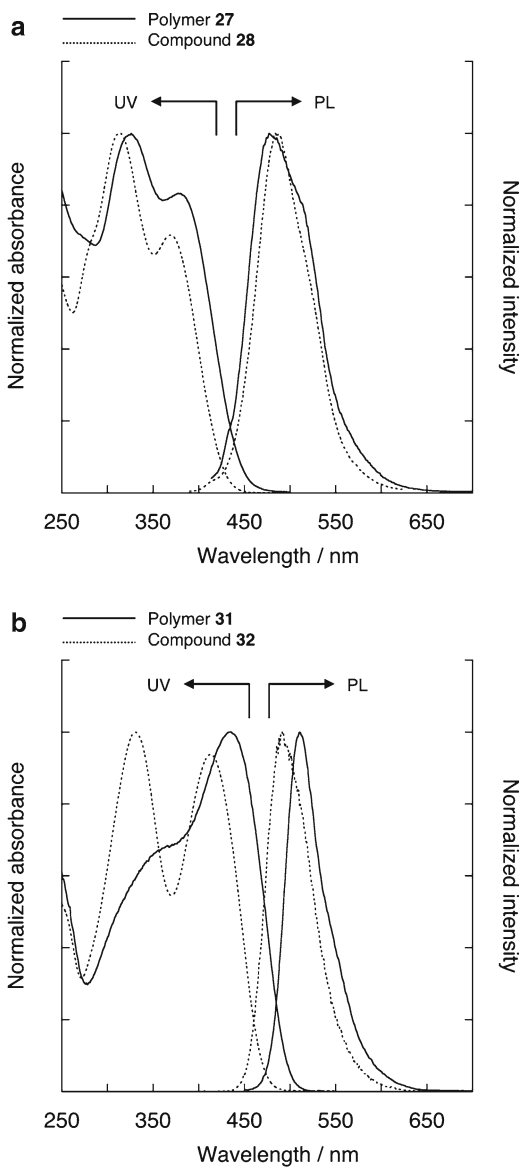 a
Polymer 27
Compound 28
UV
PL
Normalized absorbance
Normalized intensity
250 350 450 550 650
Wavelength / nm
b
Polymer 31
Compound 32
UV
PL
Normalized absorbance
Normalized intensity
250 350 450 550 650
Wavelength / nm